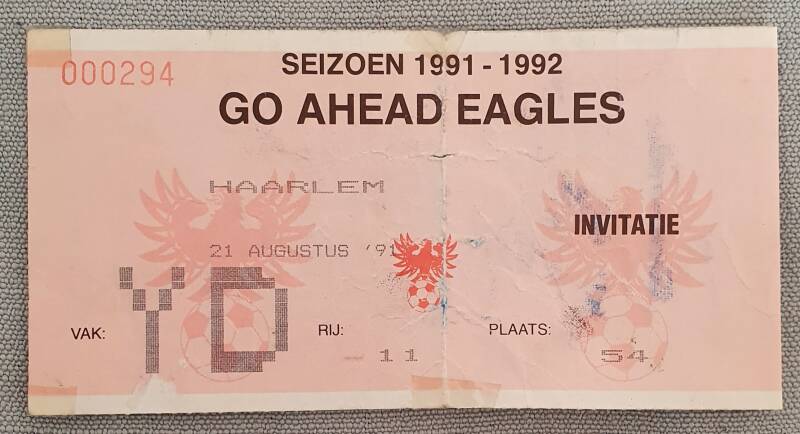 000294
SEIZOEN 1991 - 1992
GO AHEAD EAGLES
HAARLEM
INVITATIE
21 AUGUSTUS '91
VAK: YD RIJ: 11 PLAATS: 54